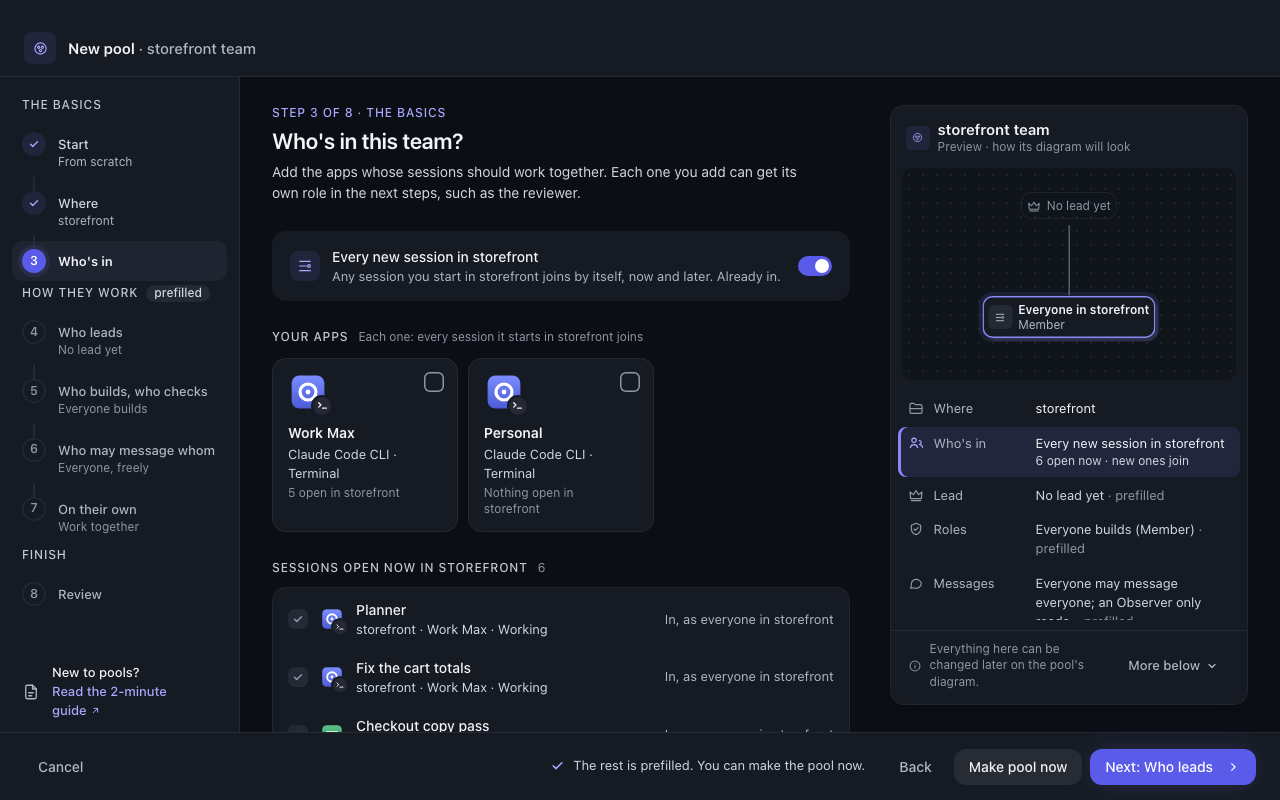 New pool · storefront team
THE BASICS
Start
From scratch
Where
storefront
3
Who's in
HOW THEY WORK
prefilled
4
Who leads
No lead yet
5
Who builds, who checks
Everyone builds
6
Who may message whom
Everyone, freely
7
On their own
Work together
FINISH
8
Review
New to pools?
Read the 2-minute
guide ↗
STEP 3 OF 8 · THE BASICS
Who's in this team?
Add the apps whose sessions should work together. Each one you add can get its
own role in the next steps, such as the reviewer.
Every new session in storefront
Any session you start in storefront joins by itself, now and later. Already in.
YOUR APPS
Each one: every session it starts in storefront joins
Work Max
Claude Code CLI ·
Terminal
5 open in storefront
Personal
Claude Code CLI ·
Terminal
Nothing open in
storefront
SESSIONS OPEN NOW IN STOREFRONT 6
Planner
storefront · Work Max · Working
In, as everyone in storefront
Fix the cart totals
storefront · Work Max · Working
In, as everyone in storefront
Checkout copy pass
storefront team
Preview · how its diagram will look
No lead yet
Everyone in storefront
Member
Where
storefront
Who's in
Every new session in storefront
6 open now · new ones join
Lead
No lead yet · prefilled
Roles
Everyone builds (Member) ·
prefilled
Messages
Everyone may message
everyone; an Observer only
Everything here can be
changed later on the pool's
diagram.
More below
Cancel
The rest is prefilled. You can make the pool now.
Back
Make pool now
Next: Who leads